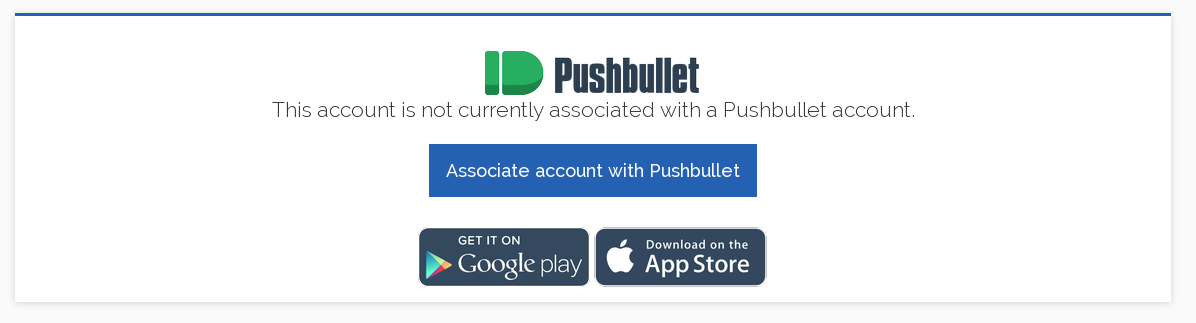 Pushbullet
This account is not currently associated with a Pushbullet account.
Associate account with Pushbullet
GET IT ON
Google play
Download on the
App Store